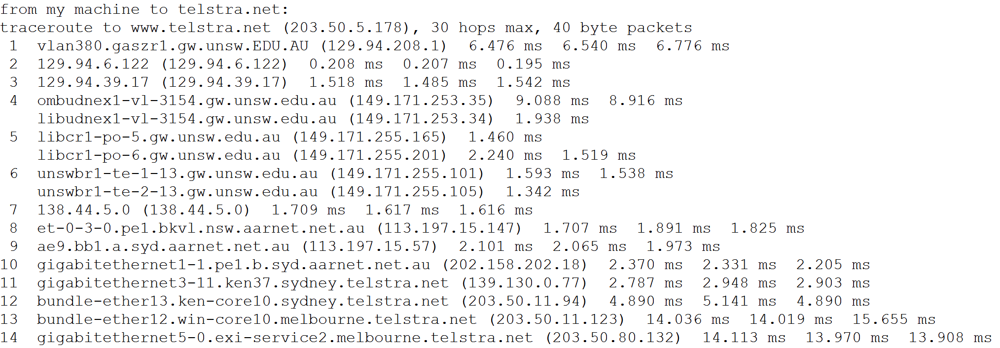 from my machine to telstra.net:
traceroute to www.telstra.net (203.50.5.178), 30 hops max, 40 byte packets
 1  vlan380.gaszr1.gw.unsw.EDU.AU (129.94.208.1)  6.476 ms  6.540 ms  6.776 ms
 2  129.94.6.122 (129.94.6.122)  0.208 ms  0.207 ms  0.195 ms
 3  129.94.39.17 (129.94.39.17)  1.518 ms  1.485 ms  1.542 ms
 4  ombudnex1-vl-3154.gw.unsw.edu.au (149.171.253.35)  9.088 ms  8.916 ms
    libudnex1-vl-3154.gw.unsw.edu.au (149.171.253.34)  1.938 ms
 5  libcr1-po-5.gw.unsw.edu.au (149.171.255.165)  1.460 ms
    libcr1-po-6.gw.unsw.edu.au (149.171.255.201)  2.240 ms  1.519 ms
 6  unswbr1-te-1-13.gw.unsw.edu.au (149.171.255.101)  1.593 ms  1.538 ms
    unswbr1-te-2-13.gw.unsw.edu.au (149.171.255.105)  1.342 ms
 7  138.44.5.0 (138.44.5.0)  1.709 ms  1.617 ms  1.616 ms
 8  et-0-3-0.pe1.bkvl.nsw.aarnet.net.au (113.197.15.147)  1.707 ms  1.891 ms  1.825 ms
 9  ae9.bb1.a.syd.aarnet.net.au (113.197.15.57)  2.101 ms  2.065 ms  1.973 ms
10  gigabitethernet1-1.pe1.b.syd.aarnet.net.au (202.158.202.18)  2.370 ms  2.331 ms  2.205 ms
11  gigabitethernet3-11.ken37.sydney.telstra.net (139.130.0.77)  2.787 ms  2.948 ms  2.903 ms
12  bundle-ether13.ken-core10.sydney.telstra.net (203.50.11.94)  4.890 ms  5.141 ms  4.890 ms
13  bundle-ether12.win-core10.melbourne.telstra.net (203.50.11.123)  14.036 ms  14.019 ms  15.655 ms
14  gigabitethernet5-0.exi-service2.melbourne.telstra.net (203.50.80.132)  14.113 ms  13.970 ms  13.908 ms